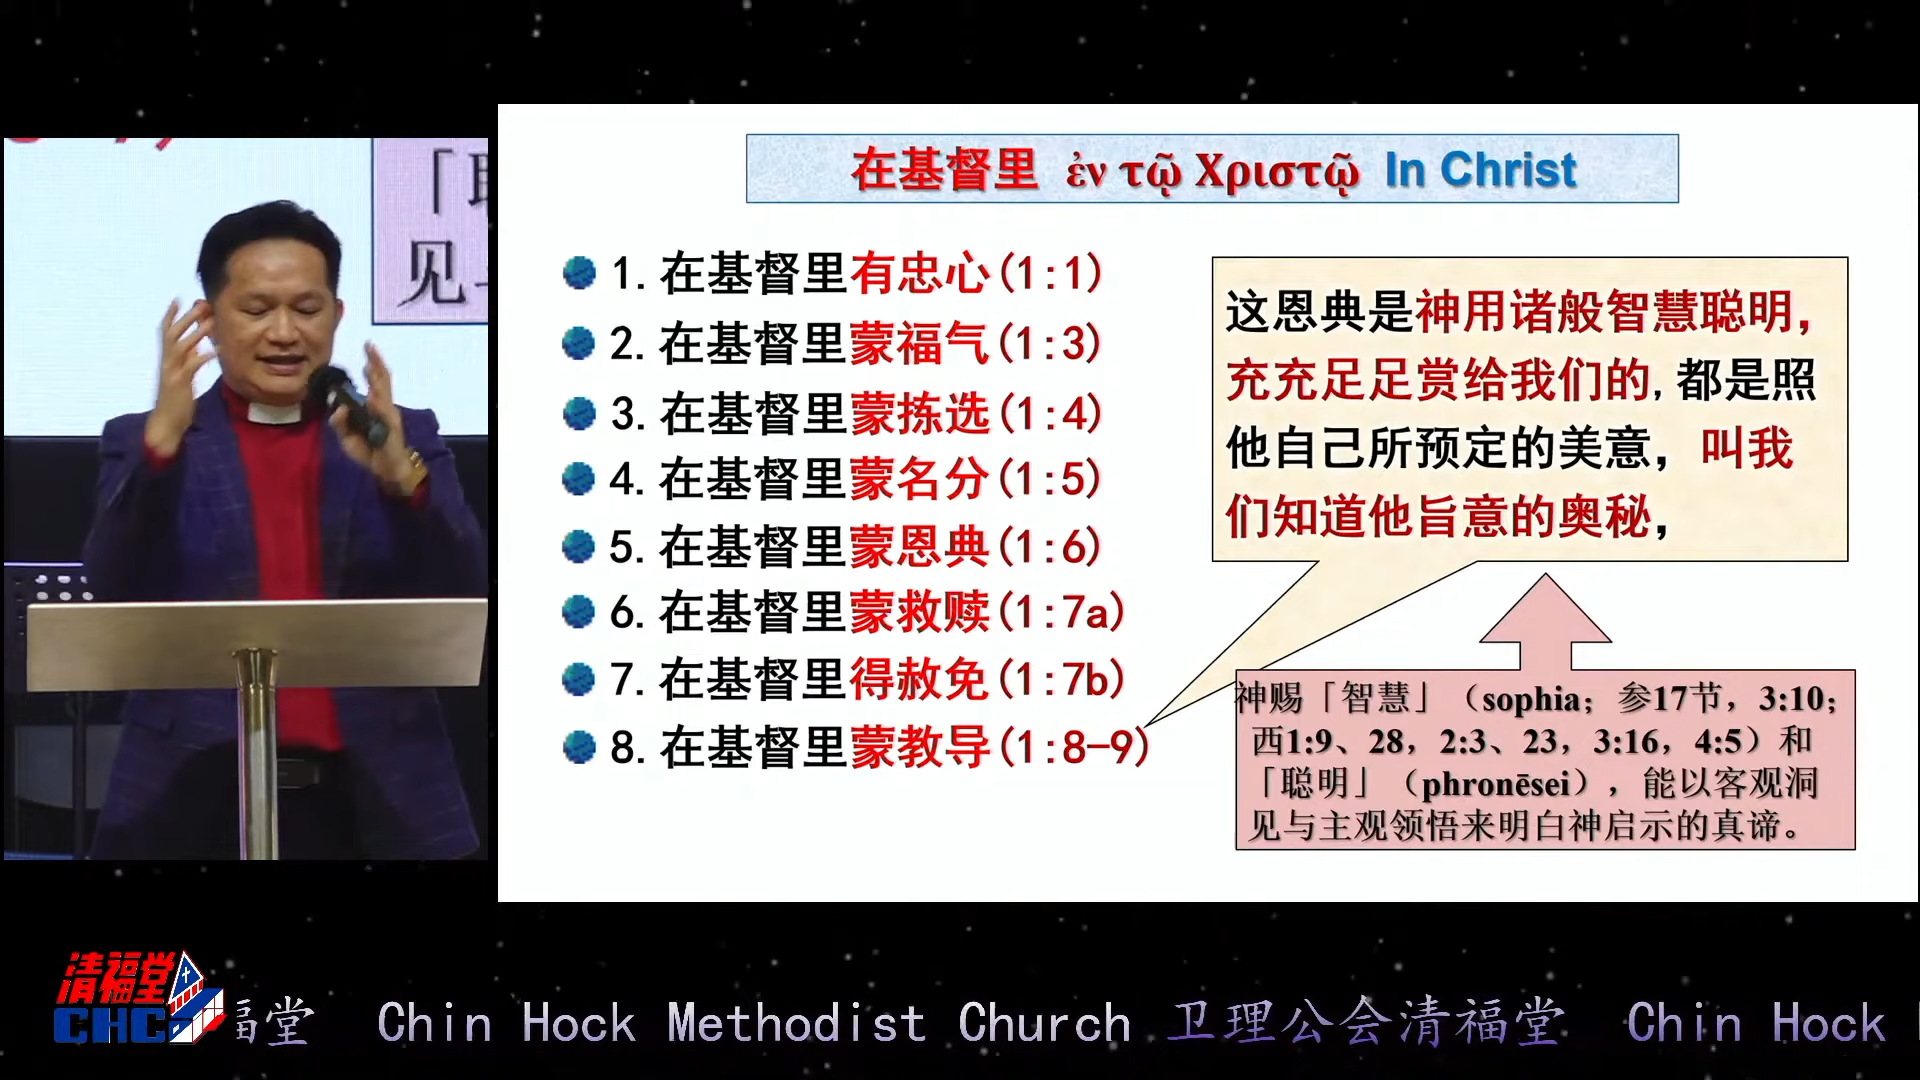 「
见
在基督里 ἐν τῷ Χριστῷ In Christ
1.在基督里有忠心(1:1)
2.在基督里蒙福气(1:3)
3.在基督里蒙拣选(1:4)
4.在基督里蒙名分(1:5)
5.在基督里蒙恩典(1:6)
6.在基督里蒙救赎(1:7a)
7.在基督里得赦免(1:7b)
8.在基督里蒙教导(1:8-9)
这恩典是神用诸般智慧聪明，
充充足足赏给我们的,都是照
他自己所预定的美意，叫我
们知道他旨意的奥秘，
神赐「智慧」（sophia；参17节，3:10；
西1:9、28，2:3、23，3:16，4:5）和
「聪明」（phronēsei），能以客观洞
见与主观领悟来明白神启示的真谛。
清福堂
CHC
福堂 Chin Hock Methodist Church 卫理公会清福堂 Chin Hock